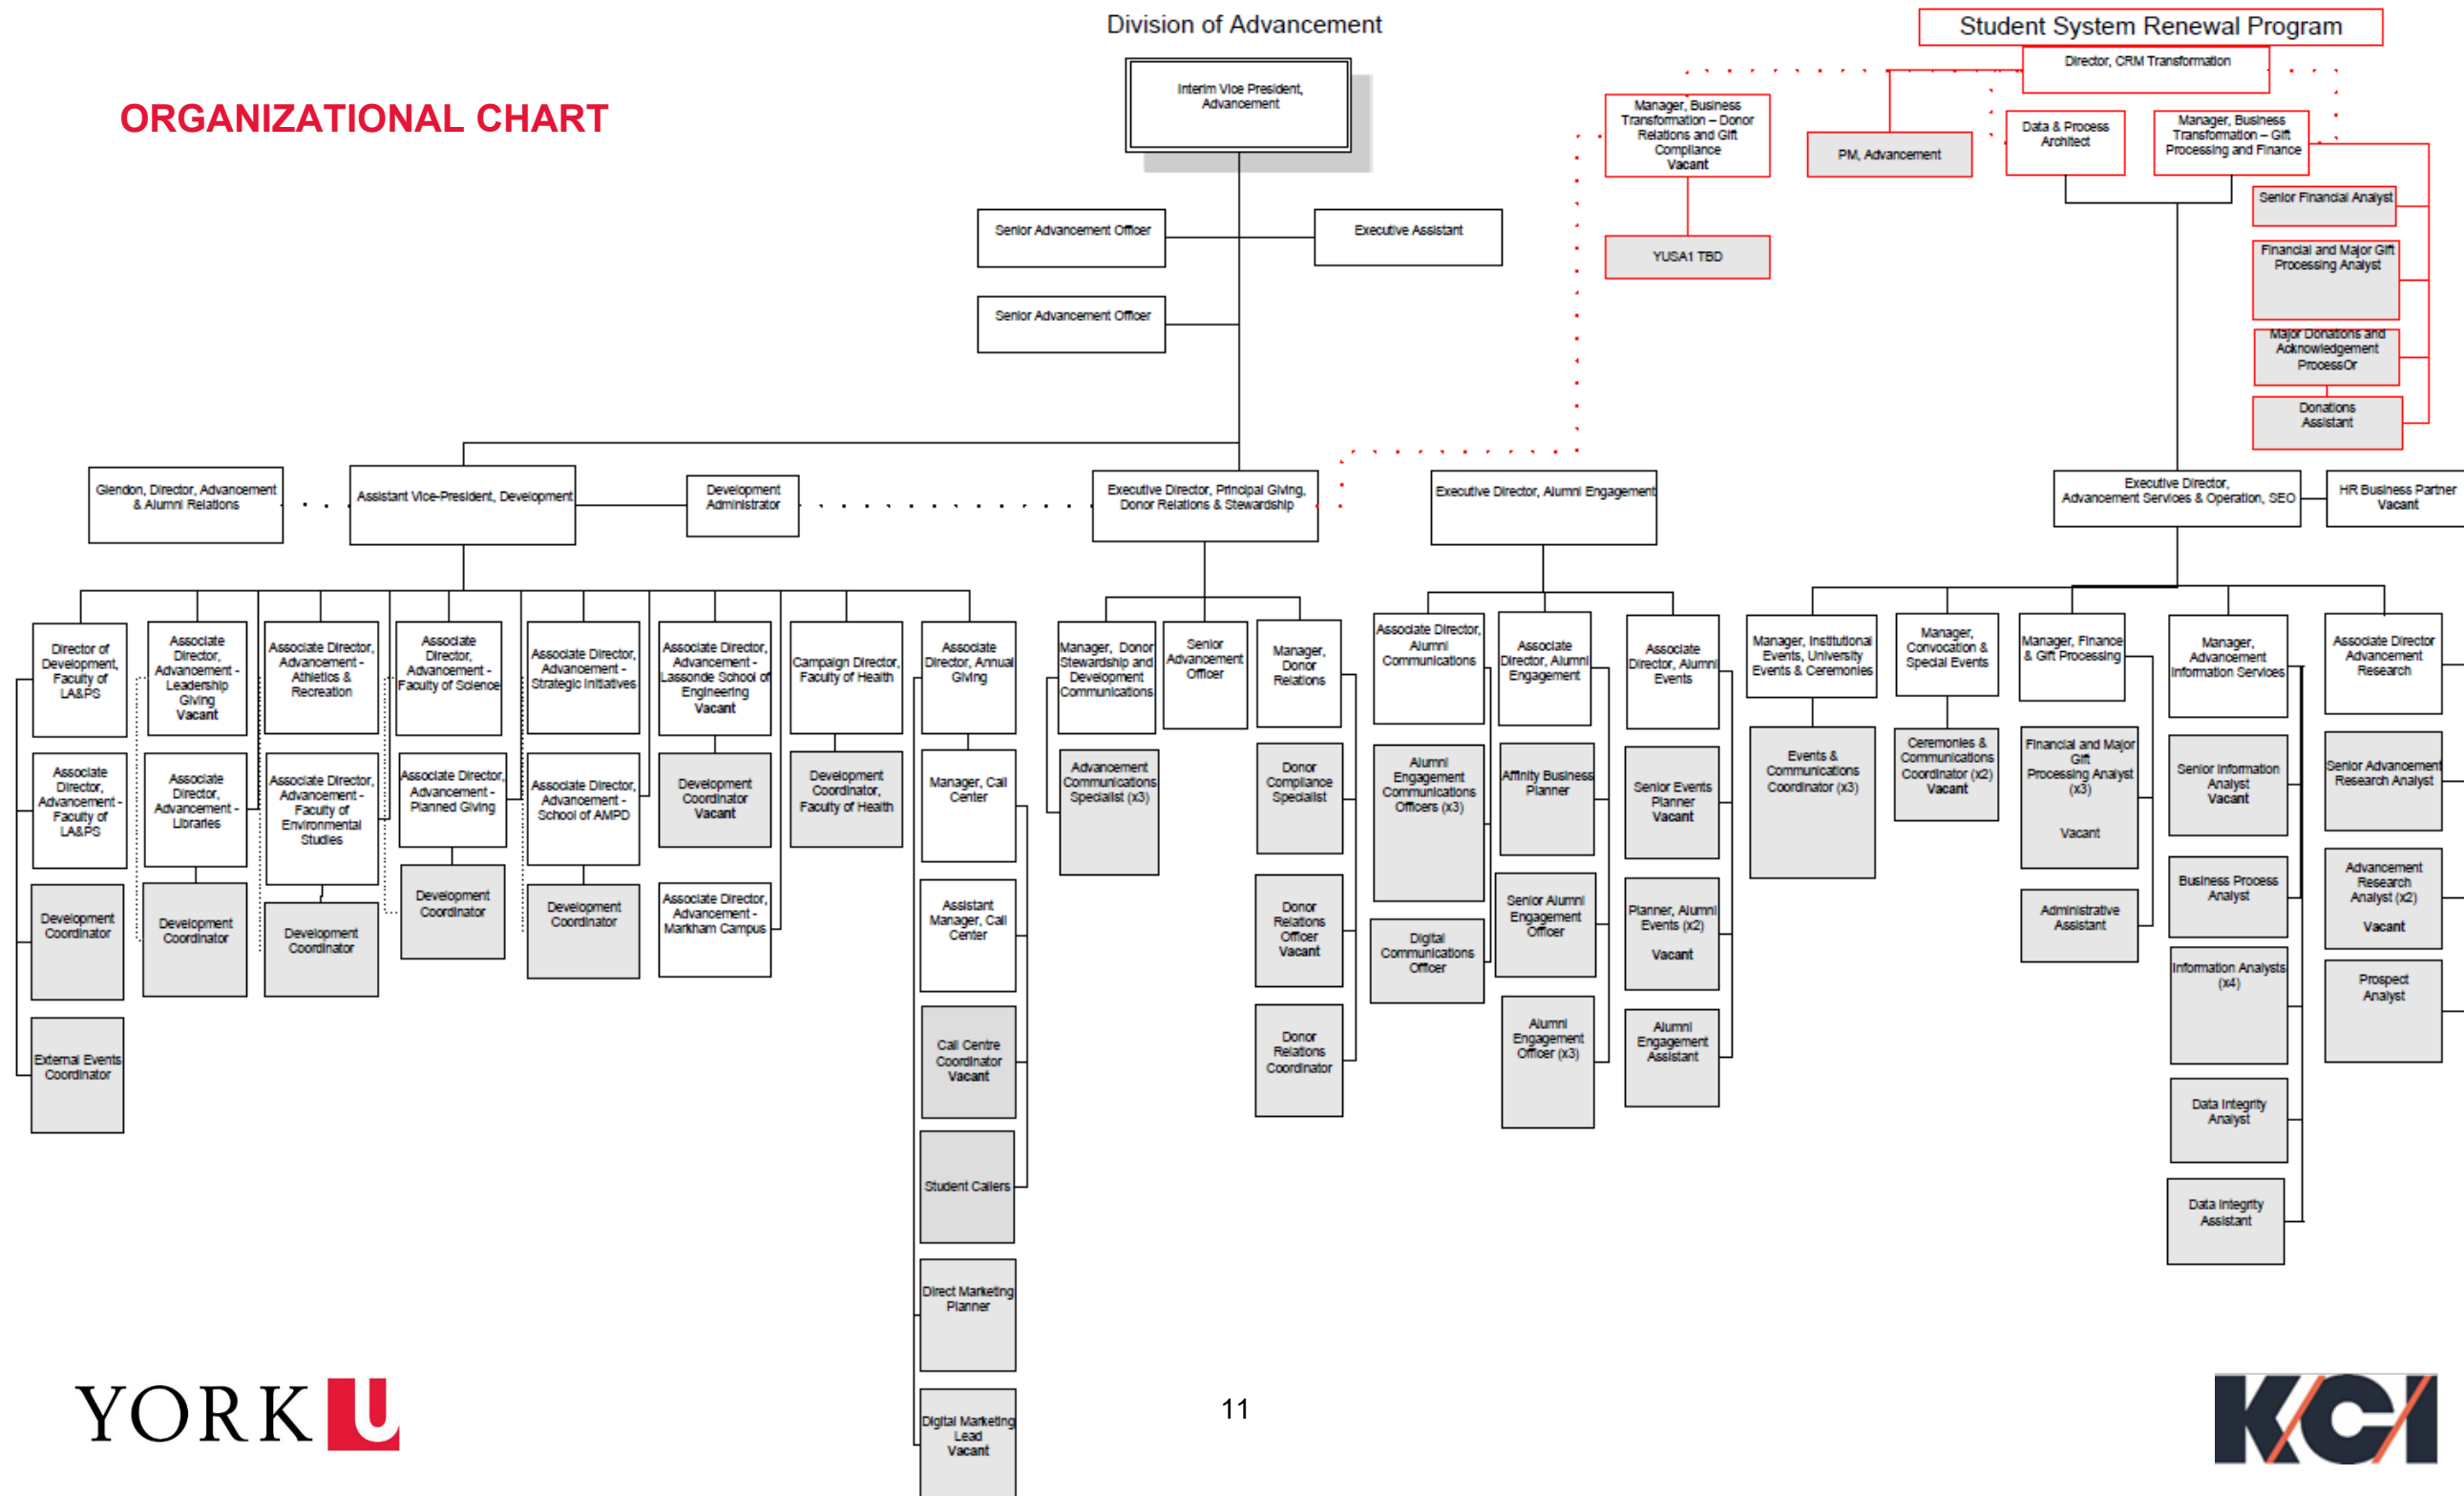 Division of Advancement
Student System Renewal Program
ORGANIZATIONAL CHART
Interim Vice President,
Advancement
Director, CRM Transformation
Manager, Business
Transformation – Donor
Relations and Gift
Compliance
Vacant
PM, Advancement
Data & Process
Architect
Manager, Business
Transformation – Gift
Processing and Finance
Senior Advancement Officer
Executive Assistant
YUSA1 TBD
Senior Financial Analyst
Financial and Major Gift
Processing Analyst
Senior Advancement Officer
Major Donations and
Acknowledgement
ProcessOr
Donations
Assistant
Glendon, Director, Advancement
& Alumni Relations
Assistant Vice-President, Development
Development
Administrator
Executive Director, Principal Giving,
Donor Relations & Stewardship
Executive Director, Alumni Engagement
Executive Director,
Advancement Services & Operation, SEO
HR Business Partner
Vacant
Director of
Development,
Faculty of
LA&PS
Associate
Director,
Advancement -
Leadership
Giving
Vacant
Associate Director,
Advancement -
Athletics &
Recreation
Associate
Director,
Advancement -
Faculty of Science
Associate Director,
Advancement -
Strategic Initiatives
Associate Director,
Advancement -
Lassonde School of
Engineering
Vacant
Campaign Director,
Faculty of Health
Associate
Director, Annual
Giving
Manager, Donor
Stewardship and
Development
Communications
Senior
Advancement
Officer
Manager,
Donor
Relations
Associate Director,
Alumni
Communications
Associate
Director, Alumni
Engagement
Associate
Director, Alumni
Events
Manager, Institutional
Events, University
Events & Ceremonies
Manager,
Convocation &
Special Events
Manager, Finance
& Gift Processing
Manager,
Advancement
Information Services
Associate Director
Advancement
Research
Associate
Director,
Advancement -
Faculty of
LA&PS
Associate
Director,
Advancement -
Libraries
Associate Director,
Advancement -
Faculty of
Environmental
Studies
Associate Director,
Advancement -
Planned Giving
Associate Director,
Advancement -
School of AMPD
Development
Coordinator
Vacant
Development
Coordinator,
Faculty of Health
Manager, Call
Center
Advancement
Communications
Specialist (x3)
Donor
Compliance
Specialist
Alumni
Engagement
Communications
Officers (x3)
Affinity Business
Planner
Senior Events
Planner
Vacant
Events &
Communications
Coordinator (x3)
Ceremonies &
Communications
Coordinator (x2)
Vacant
Financial and Major
Gift
Processing Analyst
(x3)
Vacant
Senior Information
Analyst
Vacant
Senior Advancement
Research Analyst
Development
Coordinator
Development
Coordinator
Development
Coordinator
Development
Coordinator
Development
Coordinator
Associate Director,
Advancement -
Markham Campus
Assistant
Manager, Call
Center
Donor
Relations
Officer
Vacant
Digital
Communications
Officer
Senior Alumni
Engagement
Officer
Planner, Alumni
Events (x2)
Vacant
Administrative
Assistant
Business Process
Analyst
Advancement
Research
Analyst (x2)
Vacant
External Events
Coordinator
Call Centre
Coordinator
Vacant
Donor
Relations
Coordinator
Alumni
Engagement
Officer (x3)
Alumni
Engagement
Assistant
Information Analysts
(x4)
Prospect
Analyst
Student Callers
Data Integrity
Analyst
Data Integrity
Assistant
Direct Marketing
Planner
Digital Marketing
Lead
Vacant
YORK U
11
KCI